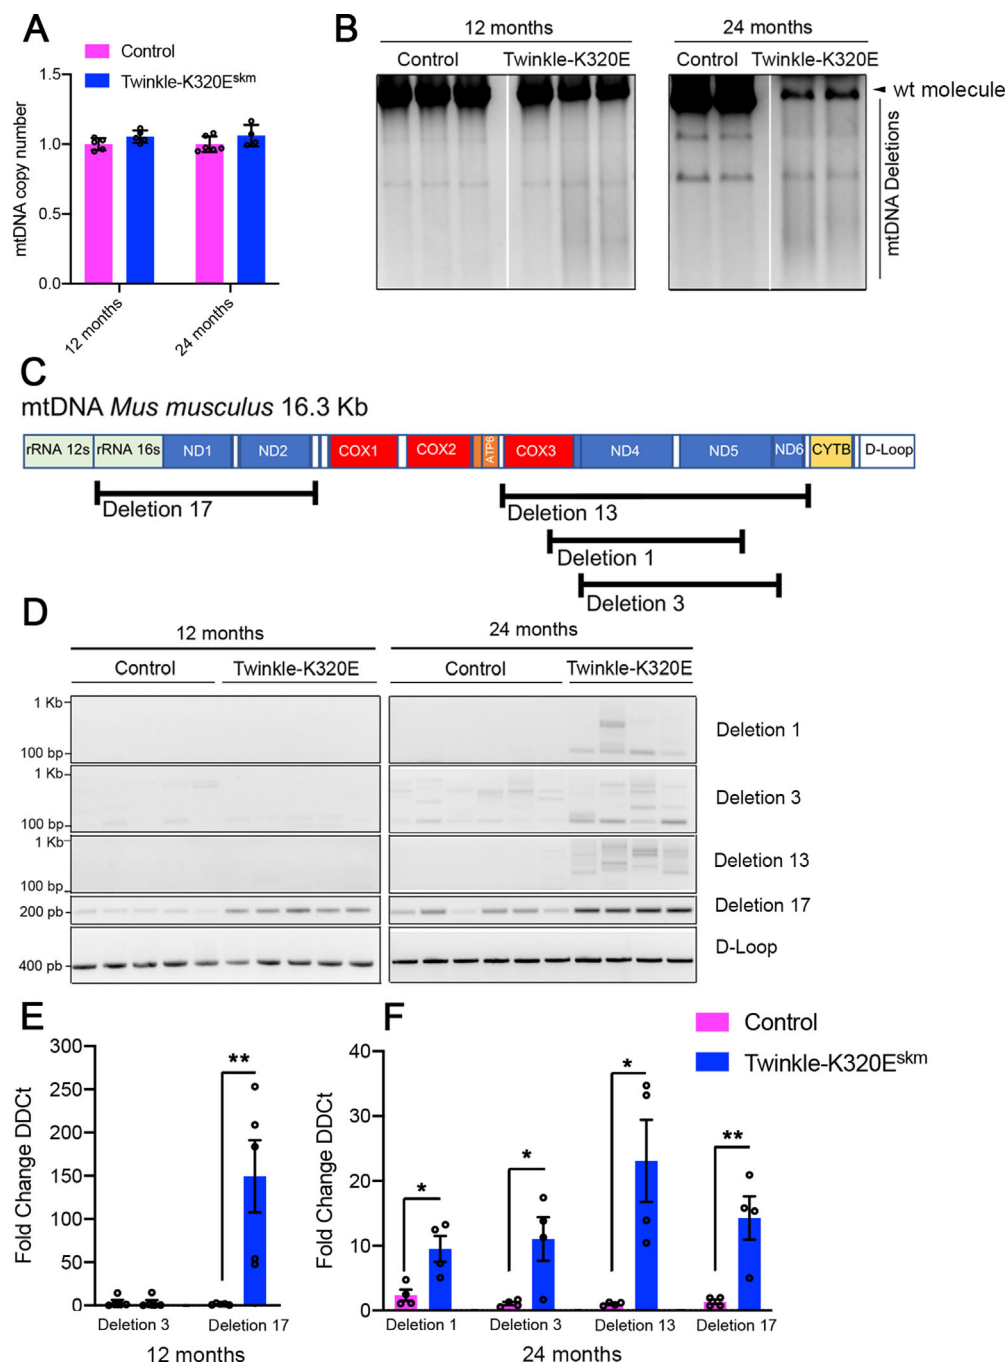 A
Control
Twinkle-K320Eskm
mtDNA copy number
1.5
1.0
0.5
0.0
12 months
24 months
B
12 months
24 months
Control
Twinkle-K320E
Control
Twinkle-K320E
wt molecule
mtDNA Deletions
C
mtDNA Mus musculus 16.3 Kb
rRNA 12s
rRNA 16s
ND1
ND2
COX1
COX2
ATP6
COX3
ND4
ND5
ND6
CYTB
D-Loop
Deletion 17
Deletion 13
Deletion 1
Deletion 3
D
12 months
24 months
Control
Twinkle-K320E
Control
Twinkle-K320E
1 Kb
100 bp
Deletion 1
1 Kb
100 bp
Deletion 3
1 Kb
100 bp
Deletion 13
200 pb
Deletion 17
400 pb
D-Loop
E
Fold Change DDCt
300
250
200
150
100
50
0
**
Deletion 3
Deletion 17
12 months
F
Control
Twinkle-K320Eskm
Fold Change DDCt
40
30
20
10
0
*
*
*
**
Deletion 1
Deletion 3
Deletion 13
Deletion 17
24 months